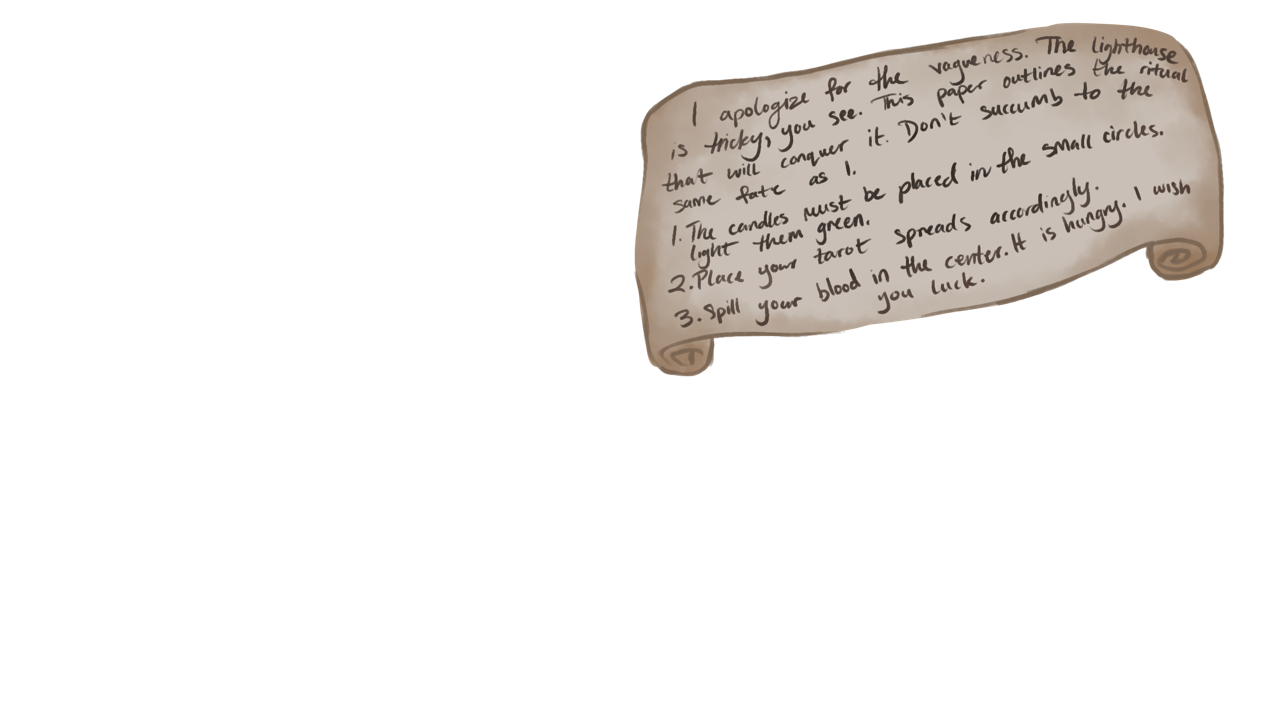 I apologize for the vagueness. The lighthouse
is tricky, you see. This paper outlines the ritual
that will conquer it. Don't succumb to the
same fate as I.
1. The candles must be placed in the small circles.
light them green.
2. Place your tarot spreads accordingly.
3. Spill your blood in the center. It is hungry. I wish
you luck.